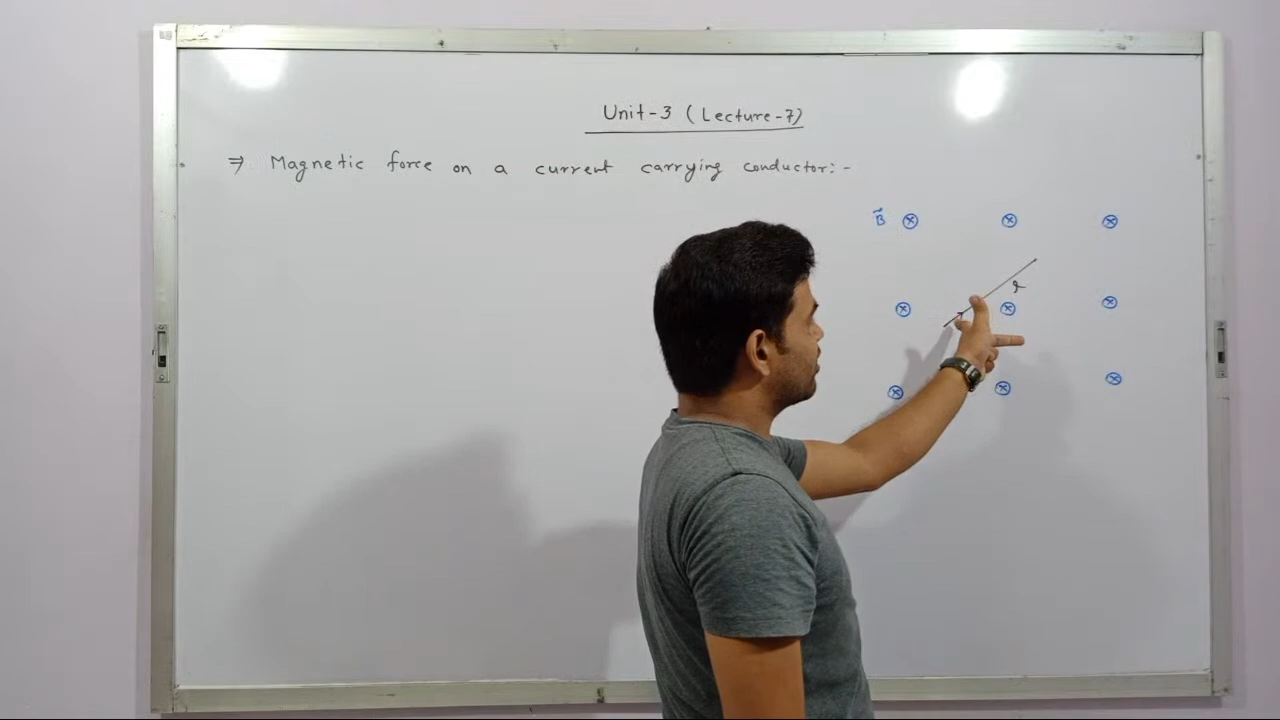 Unit-3 (Lecture-7)
⇒ Magnetic force on a current carrying conductor:-
B⃗ ⊗ ⊗ ⊗
⊗ ⊗ ⊗
⊗ ⊗ ⊗